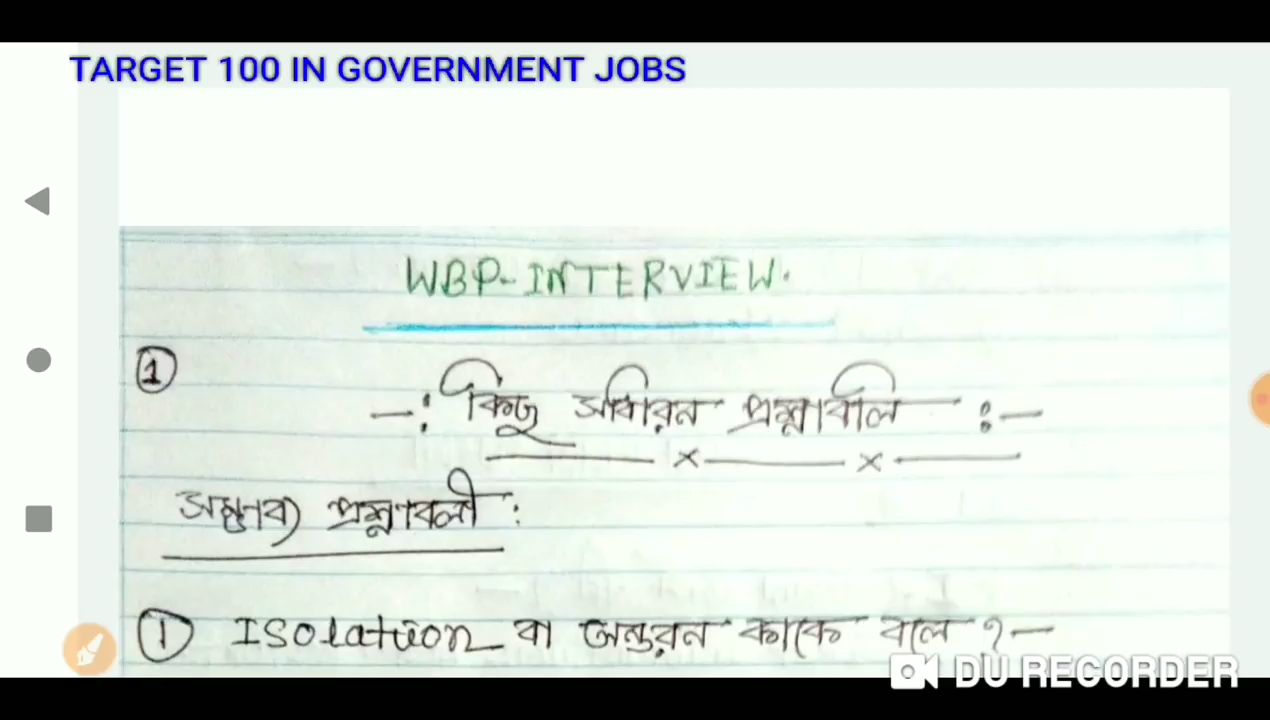 TARGET 100 IN GOVERNMENT JOBS
WBP-INTERVIEW.
1
-: কিছু সাধারন প্রশ্নাবলি :-
সম্ভাব্য প্রশ্নাবলী :
1 Isolation বা অন্তরন কাকে বলে ?-
DU RECORDER